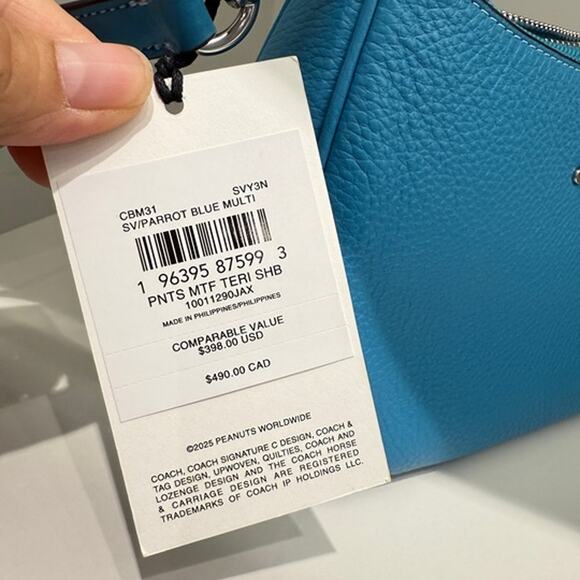 CBM31 SVY3N
SV/PARROT BLUE MULTI
1 96395 87599 3
PNTS MTF TERI SHB
10011290JAX
MADE IN PHILIPPINES/PHILIPPINES
COMPARABLE VALUE
$398.00 USD
$490.00 CAD
©2025 PEANUTS WORLDWIDE
COACH, COACH SIGNATURE C DESIGN, COACH &
TAG DESIGN, UPWOVEN, QUILTIES, COACH AND
LOZENGE DESIGN AND THE COACH HORSE
& CARRIAGE DESIGN ARE REGISTERED
TRADEMARKS OF COACH IP HOLDINGS LLC.